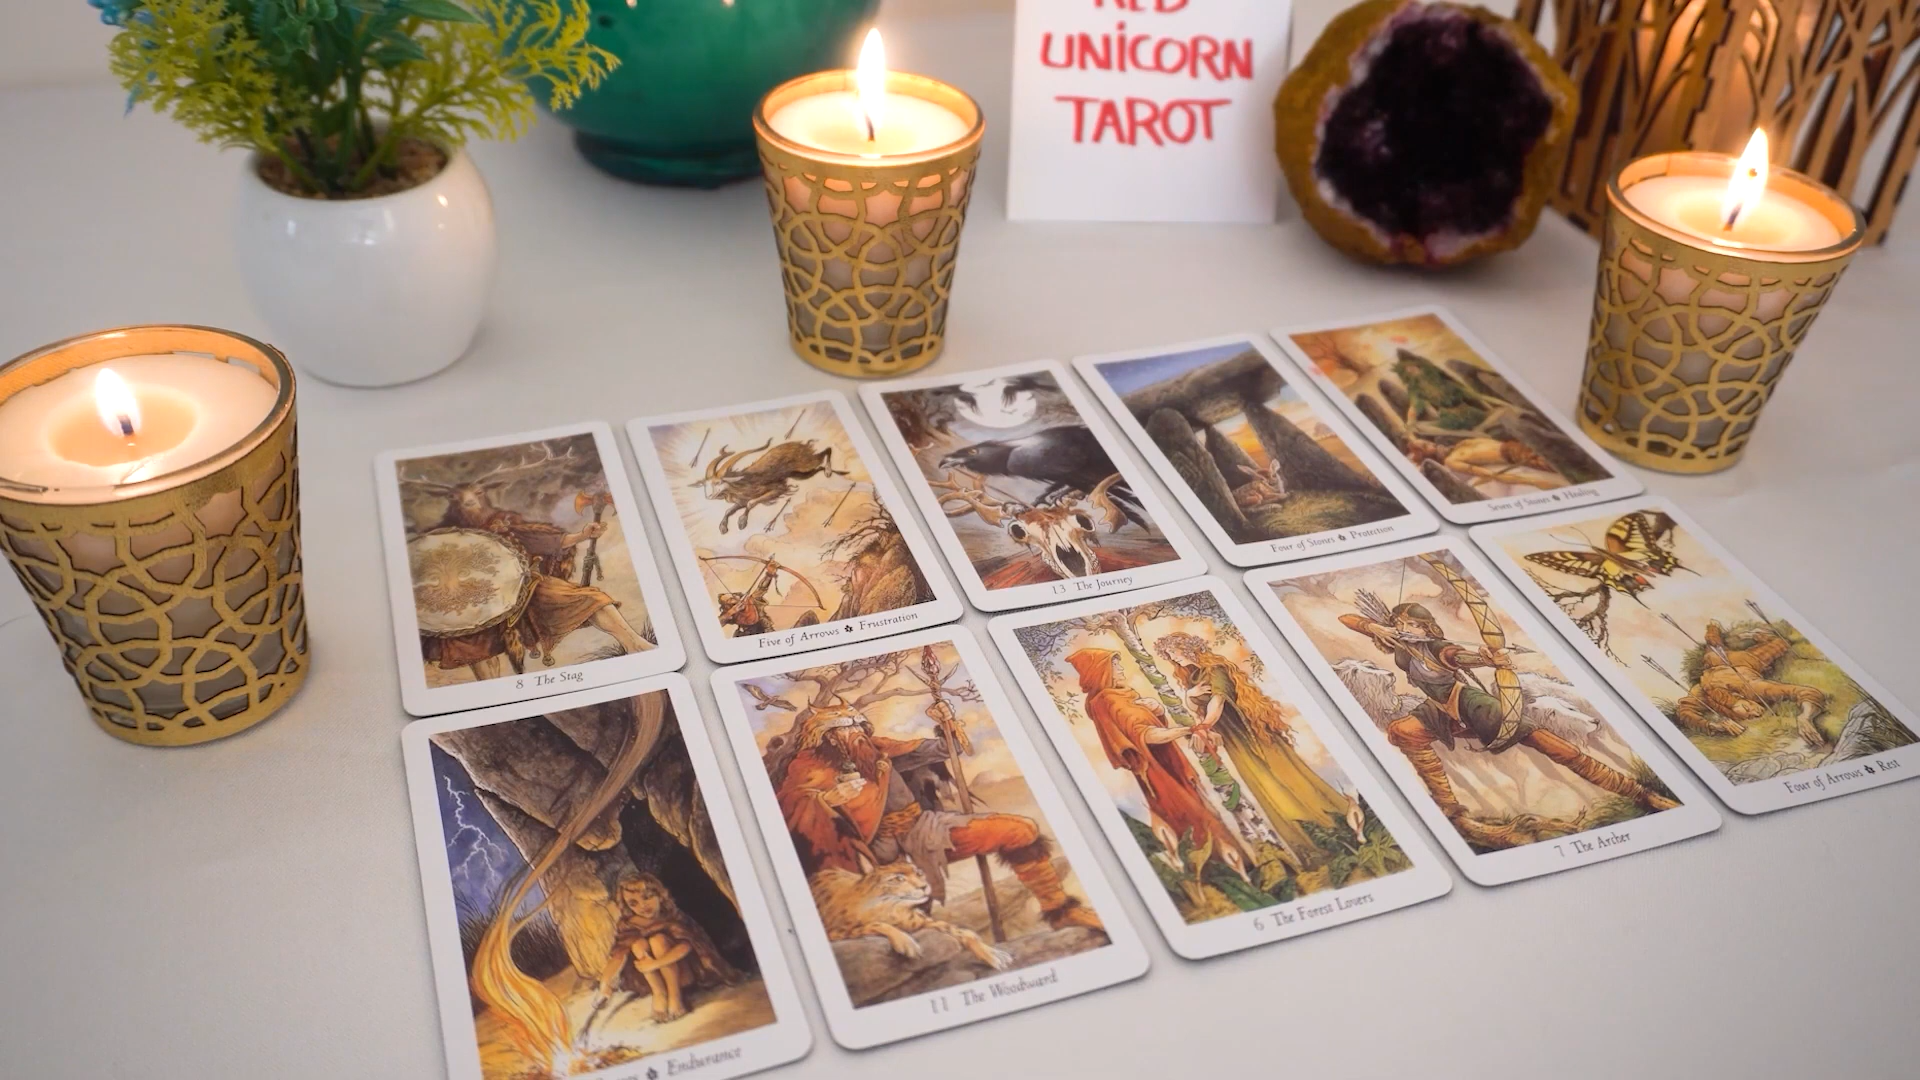 RED
UNICORN
TAROT
Seven of Stones Healing
Four of Stones Protection
13 The Journey
Five of Arrows Frustration
8 The Stag
Four of Arrows Rest
7 The Archer
6 The Forest Lovers
11 The Woodward
Endurance